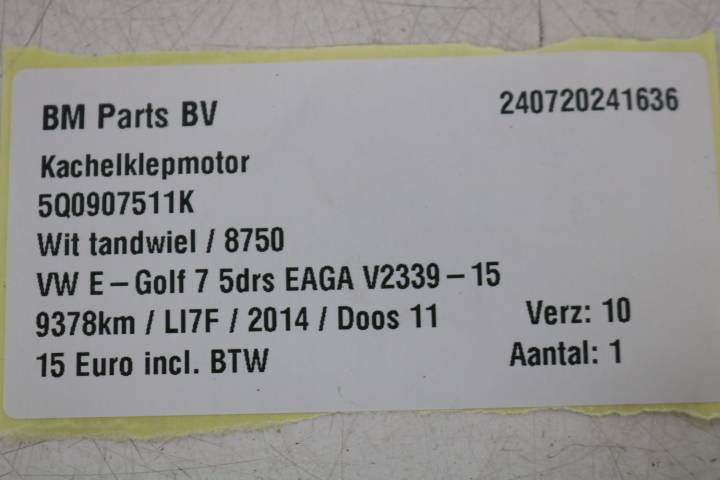 BM Parts BV 240720241636
Kachelklepmotor
5Q0907511K
Wit tandwiel / 8750
VW E-Golf 7 5drs EAGA V2339-15
9378km / LI7F / 2014 / Doos 11 Verz: 10
15 Euro incl. BTW Aantal: 1